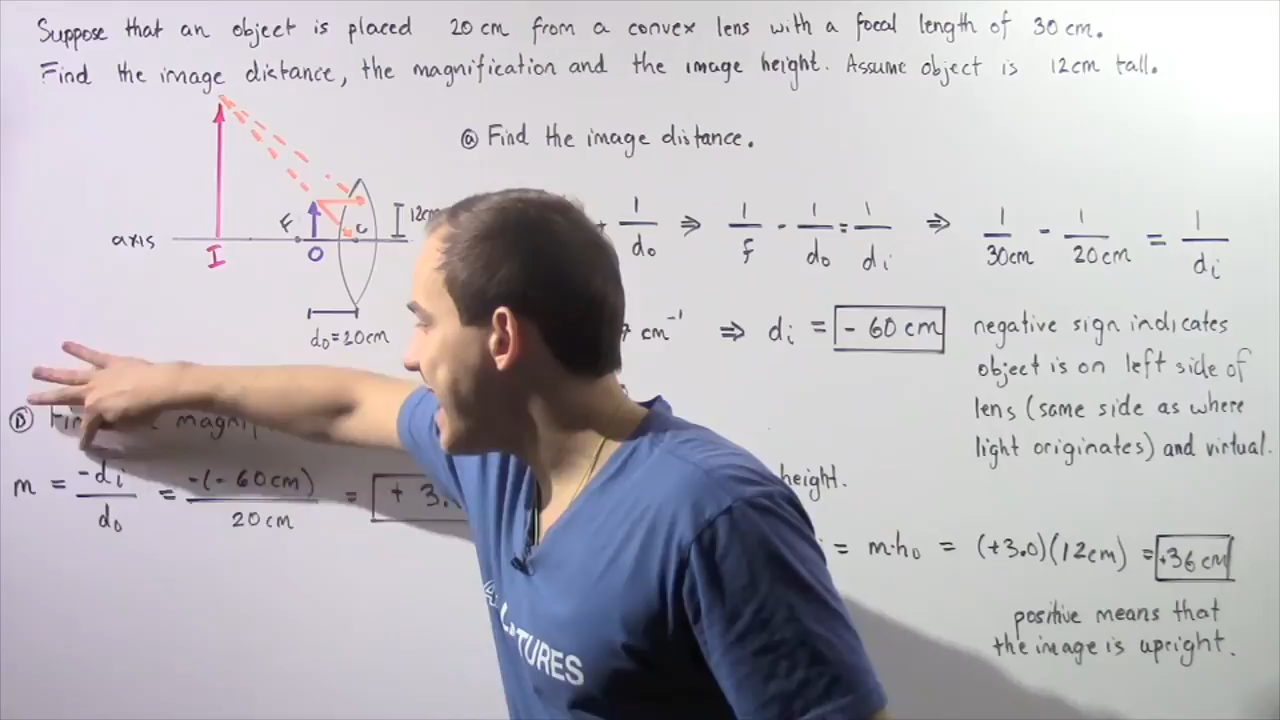 Suppose that an object is placed 20 cm from a convex lens with a focal length of 30 cm.
Find the image distance, the magnification and the image height. Assume object is 12cm tall.
ⓐ Find the image distance.
axis
F
I
O
C
I 12cm
d₀=20cm
+ 1/d₀ ⇒ 1/f - 1/d₀ = 1/dᵢ ⇒ 1/30cm - 1/20cm = 1/dᵢ
cm⁻¹ ⇒ dᵢ = - 60 cm
negative sign indicates
object is on left side of
lens (same side as where
light originates) and virtual.
Ⓑ
m = -dᵢ/d₀ = -(-60cm)/20cm = + 3.
height.
= m·h₀ = (+3.0)(12cm) = +36 cm
positive means that
the image is upright.
LECTURES